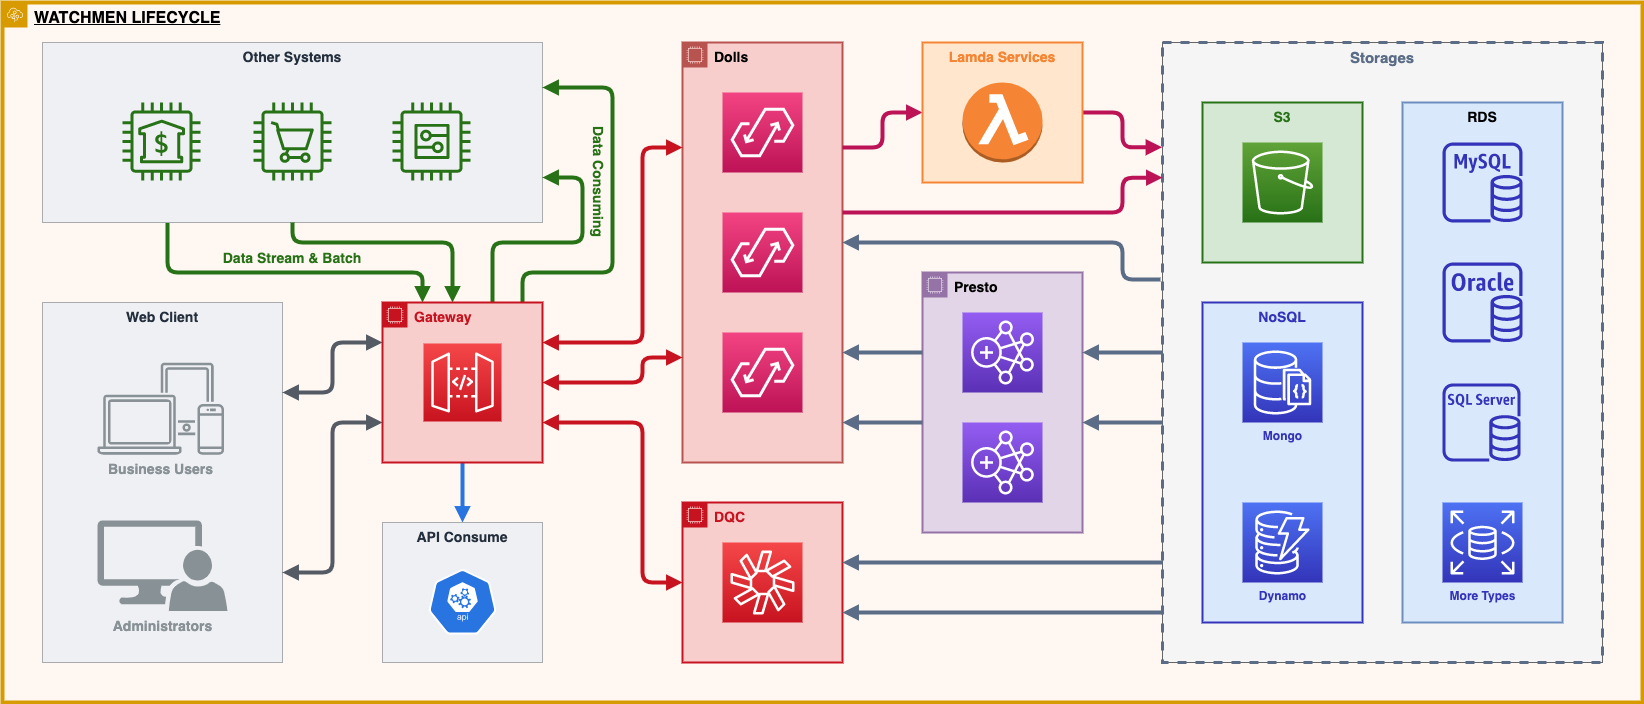 WATCHMEN LIFECYCLE
Other Systems
$
Data Consuming
Data Stream & Batch
Web Client
Business Users
Administrators
Gateway
</>
API Consume
api
Dolls
DQC
Lamda Services
λ
Presto
Storages
S3
NoSQL
{}
Mongo
Dynamo
RDS
MySQL
Oracle
SQL Server
More Types